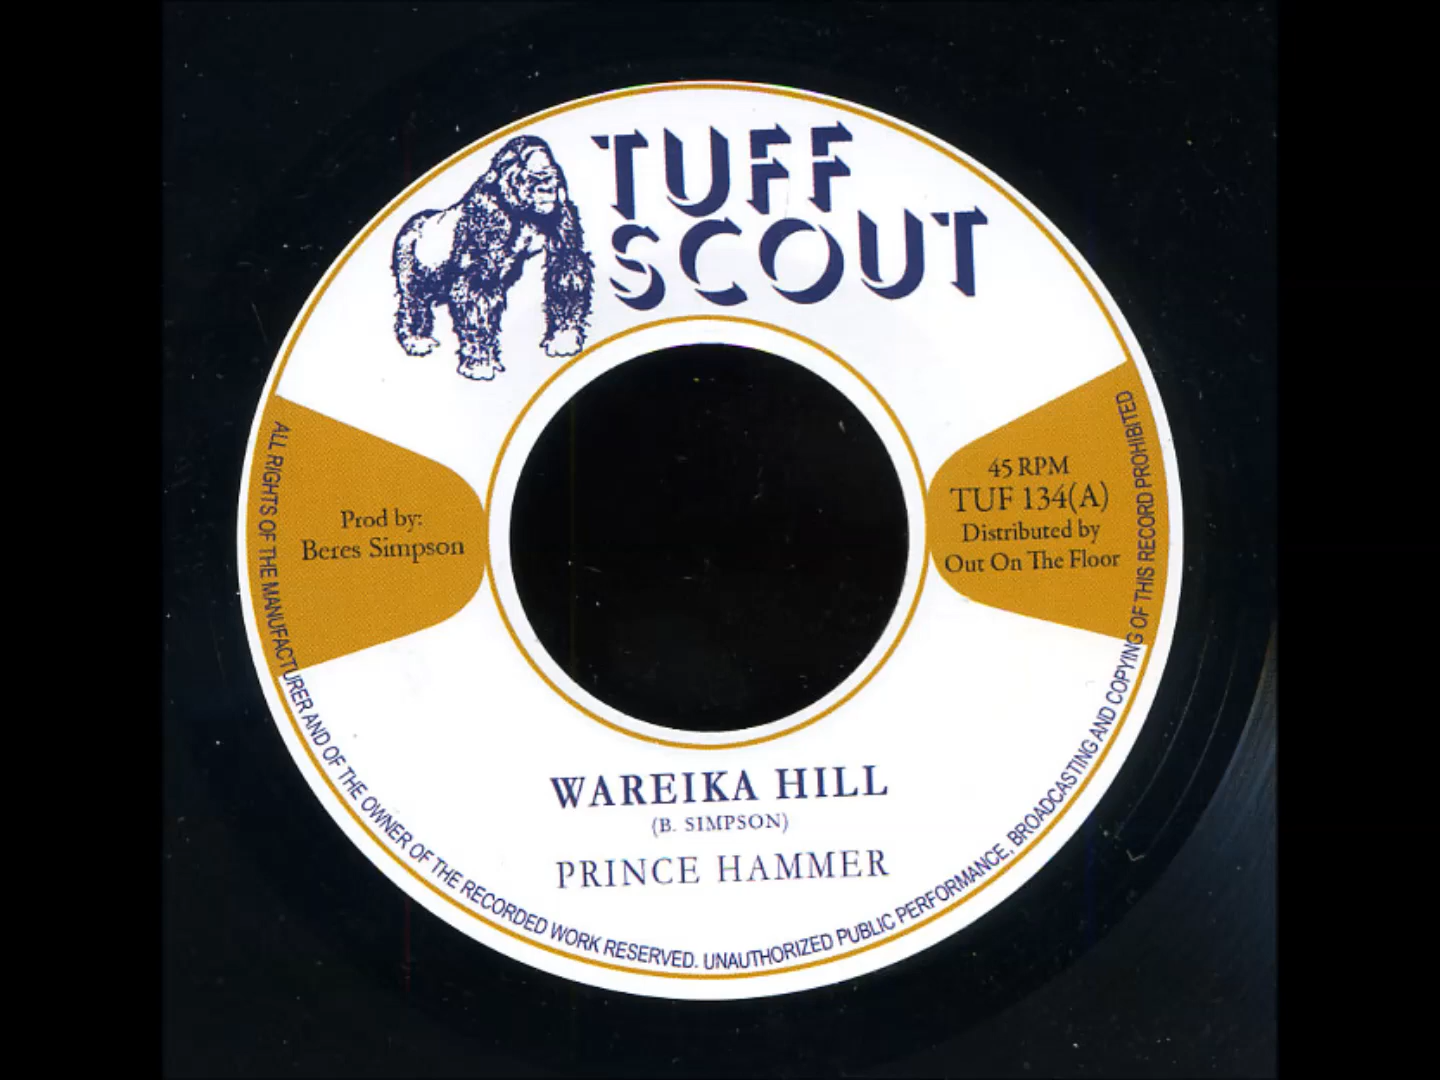 TUFF
SCOUT
Prod by:
Beres Simpson
45 RPM
TUF 134(A)
Distributed by
Out On The Floor
WAREIKA HILL
(B. SIMPSON)
PRINCE HAMMER
ALL RIGHTS OF THE MANUFACTURER AND OF THE OWNER OF THE RECORDED WORK RESERVED. UNAUTHORIZED PUBLIC PERFORMANCE, BROADCASTING AND COPYING OF THIS RECORD PROHIBITED